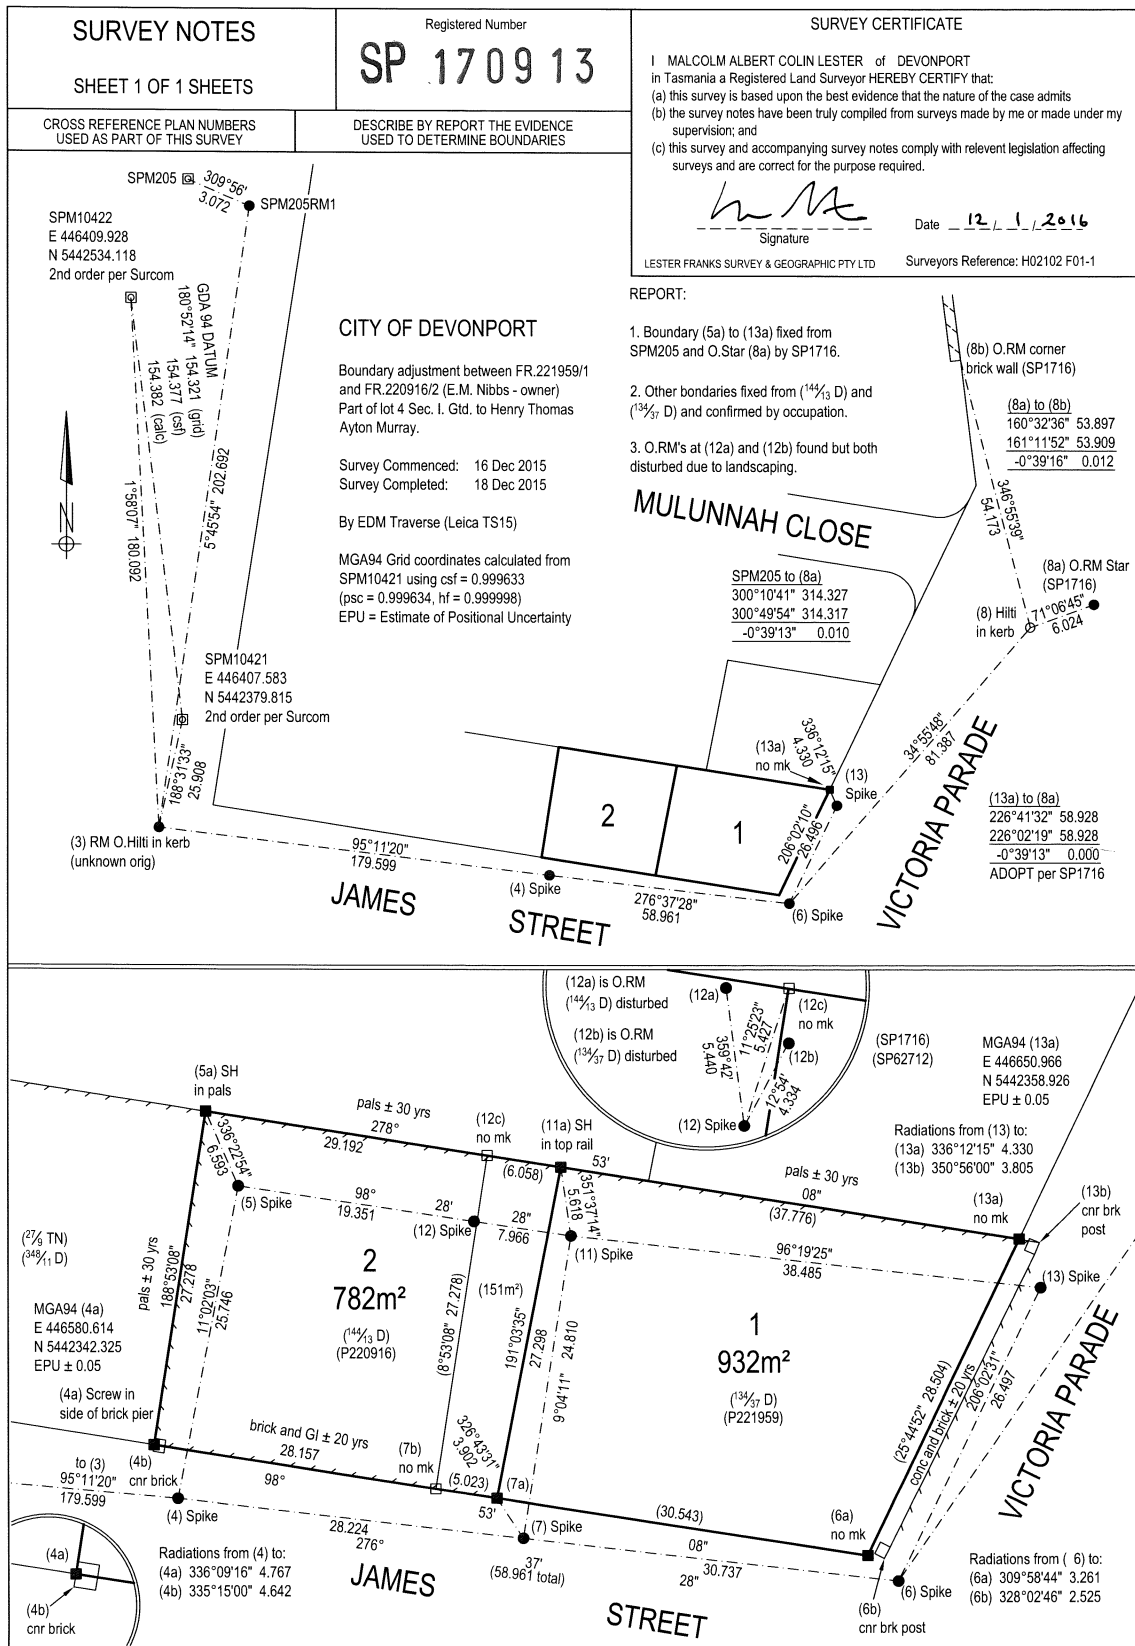 SURVEY NOTES
SHEET 1 OF 1 SHEETS
Registered Number
SP 170913
CROSS REFERENCE PLAN NUMBERS
USED AS PART OF THIS SURVEY
DESCRIBE BY REPORT THE EVIDENCE
USED TO DETERMINE BOUNDARIES
SURVEY CERTIFICATE
I MALCOLM ALBERT COLIN LESTER of DEVONPORT
in Tasmania a Registered Land Surveyor HEREBY CERTIFY that:
(a) this survey is based upon the best evidence that the nature of the case admits
(b) the survey notes have been truly compiled from surveys made by me or made under my
supervision; and
(c) this survey and accompanying survey notes comply with relevent legislation affecting
surveys and are correct for the purpose required.
Signature
Date 12 / 1 / 2016
LESTER FRANKS SURVEY & GEOGRAPHIC PTY LTD
Surveyors Reference: H02102 F01-1
SPM205
309°56'
3.072
SPM205RM1
SPM10422
E 446409.928
N 5442534.118
2nd order per Surcom
GDA 94 DATUM
180°52'14" 154.321 (grid)
154.377 (csf)
154.382 (calc)
1°58'07" 180.092
5°45'54" 202.692
CITY OF DEVONPORT
Boundary adjustment between FR.221959/1
and FR.220916/2 (E.M. Nibbs - owner)
Part of lot 4 Sec. I. Gtd. to Henry Thomas
Ayton Murray.
Survey Commenced: 16 Dec 2015
Survey Completed: 18 Dec 2015
By EDM Traverse (Leica TS15)
MGA94 Grid coordinates calculated from
SPM10421 using csf = 0.999633
(psc = 0.999634, hf = 0.999998)
EPU = Estimate of Positional Uncertainty
REPORT:
1. Boundary (5a) to (13a) fixed from
SPM205 and O.Star (8a) by SP1716.
2. Other bondaries fixed from (144/13 D) and
(134/37 D) and confirmed by occupation.
3. O.RM's at (12a) and (12b) found but both
disturbed due to landscaping.
(8b) O.RM corner
brick wall (SP1716)
(8a) to (8b)
160°32'36" 53.897
161°11'52" 53.909
-0°39'16" 0.012
MULUNNAH CLOSE
346°55'39"
54.173
SPM205 to (8a)
300°10'41" 314.327
300°49'54" 314.317
-0°39'13" 0.010
(8a) O.RM Star
(SP1716)
(8) Hilti
in kerb
71°06'45"
6.024
SPM10421
E 446407.583
N 5442379.815
2nd order per Surcom
188°31'33"
25.908
(3) RM O.Hilti in kerb
(unknown orig)
95°11'20"
179.599
(4) Spike
JAMES
STREET
2
1
(13a)
no mk
336°12'15"
4.330
(13)
Spike
206°02'10"
26.496
34°55'48"
81.387
VICTORIA PARADE
276°37'28"
58.961
(6) Spike
(13a) to (8a)
226°41'32" 58.928
226°02'19" 58.928
-0°39'13" 0.000
ADOPT per SP1716
(12a) is O.RM
(144/13 D) disturbed
(12b) is O.RM
(134/37 D) disturbed
(12a)
(12c)
no mk
(12b)
359°42'
5.440
11°25'23"
5.427
12°54'
4.334
(12) Spike
(SP1716)
(SP62712)
MGA94 (13a)
E 446650.966
N 5442358.926
EPU ± 0.05
Radiations from (13) to:
(13a) 336°12'15" 4.330
(13b) 350°56'00" 3.805
(5a) SH
in pals
pals ± 30 yrs
278°
29.192
(12c)
no mk
(11a) SH
in top rail
(6.058)
53'
pals ± 30 yrs
08"
(37.776)
(13a)
no mk
(13b)
cnr brk
post
336°22'54"
6.593
(5) Spike
98°
19.351
28'
(12) Spike
28"
7.966
351°37'14"
5.618
(11) Spike
96°19'25"
38.485
(13) Spike
(27/9 TN)
(348/11 D)
pals ± 30 yrs
188°53'08"
27.278
11°02'03"
25.746
2
782m²
(144/13 D)
(P220916)
(8°53'08" 27.278)
(151m²)
191°03'35"
27.298
24.810
9°04'11"
1
932m²
(134/37 D)
(P221959)
(25°44'52" 28.504)
conc and brick ± 20 yrs
206°02'31"
26.497
VICTORIA PARADE
MGA94 (4a)
E 446580.614
N 5442342.325
EPU ± 0.05
(4a) Screw in
side of brick pier
brick and GI ± 20 yrs
28.157
(7b)
no mk
326°43'31"
3.902
(7a)
(5.023)
(4b)
cnr brick
to (3)
95°11'20"
179.599
98°
53'
(30.543)
08"
(6a)
no mk
(4) Spike
28.224
276°
(7) Spike
37'
(58.961 total)
30.737
28"
(6) Spike
(6b)
cnr brk post
(4a)
(4b)
cnr brick
Radiations from (4) to:
(4a) 336°09'16" 4.767
(4b) 335°15'00" 4.642
JAMES
STREET
Radiations from ( 6) to:
(6a) 309°58'44" 3.261
(6b) 328°02'46" 2.525